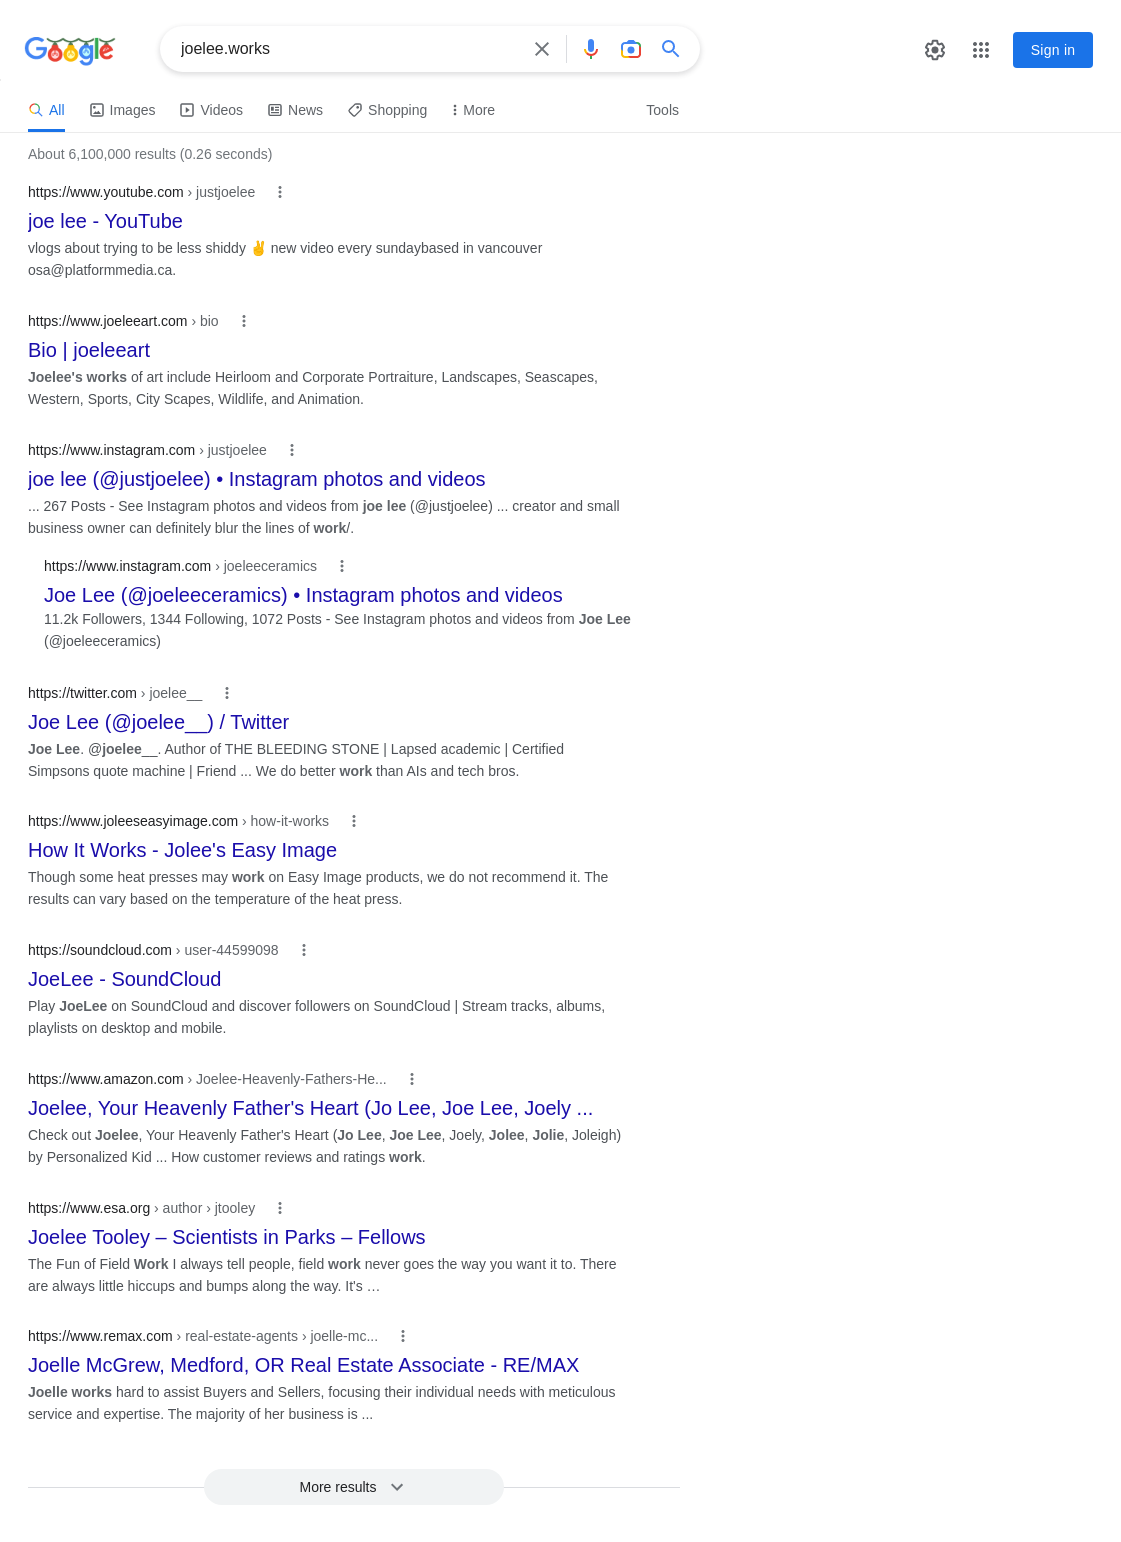 Google
joelee.works
Sign in
All Images Videos News Shopping More Tools
About 6,100,000 results (0.26 seconds)
https://www.youtube.com › justjoelee
joe lee - YouTube
vlogs about trying to be less shiddy ✌️ new video every sundaybased in vancouver
osa@platformmedia.ca.
https://www.joeleeart.com › bio
Bio | joeleeart
Joelee's works of art include Heirloom and Corporate Portraiture, Landscapes, Seascapes,
Western, Sports, City Scapes, Wildlife, and Animation.
https://www.instagram.com › justjoelee
joe lee (@justjoelee) • Instagram photos and videos
... 267 Posts - See Instagram photos and videos from joe lee (@justjoelee) ... creator and small
business owner can definitely blur the lines of work/.
https://www.instagram.com › joeleeceramics
Joe Lee (@joeleeceramics) • Instagram photos and videos
11.2k Followers, 1344 Following, 1072 Posts - See Instagram photos and videos from Joe Lee
(@joeleeceramics)
https://twitter.com › joelee__
Joe Lee (@joelee__) / Twitter
Joe Lee. @joelee__. Author of THE BLEEDING STONE | Lapsed academic | Certified
Simpsons quote machine | Friend ... We do better work than AIs and tech bros.
https://www.joleeseasyimage.com › how-it-works
How It Works - Jolee's Easy Image
Though some heat presses may work on Easy Image products, we do not recommend it. The
results can vary based on the temperature of the heat press.
https://soundcloud.com › user-44599098
JoeLee - SoundCloud
Play JoeLee on SoundCloud and discover followers on SoundCloud | Stream tracks, albums,
playlists on desktop and mobile.
https://www.amazon.com › Joelee-Heavenly-Fathers-He...
Joelee, Your Heavenly Father's Heart (Jo Lee, Joe Lee, Joely ...
Check out Joelee, Your Heavenly Father's Heart (Jo Lee, Joe Lee, Joely, Jolee, Jolie, Joleigh)
by Personalized Kid ... How customer reviews and ratings work.
https://www.esa.org › author › jtooley
Joelee Tooley – Scientists in Parks – Fellows
The Fun of Field Work I always tell people, field work never goes the way you want it to. There
are always little hiccups and bumps along the way. It's …
https://www.remax.com › real-estate-agents › joelle-mc...
Joelle McGrew, Medford, OR Real Estate Associate - RE/MAX
Joelle works hard to assist Buyers and Sellers, focusing their individual needs with meticulous
service and expertise. The majority of her business is ...
More results